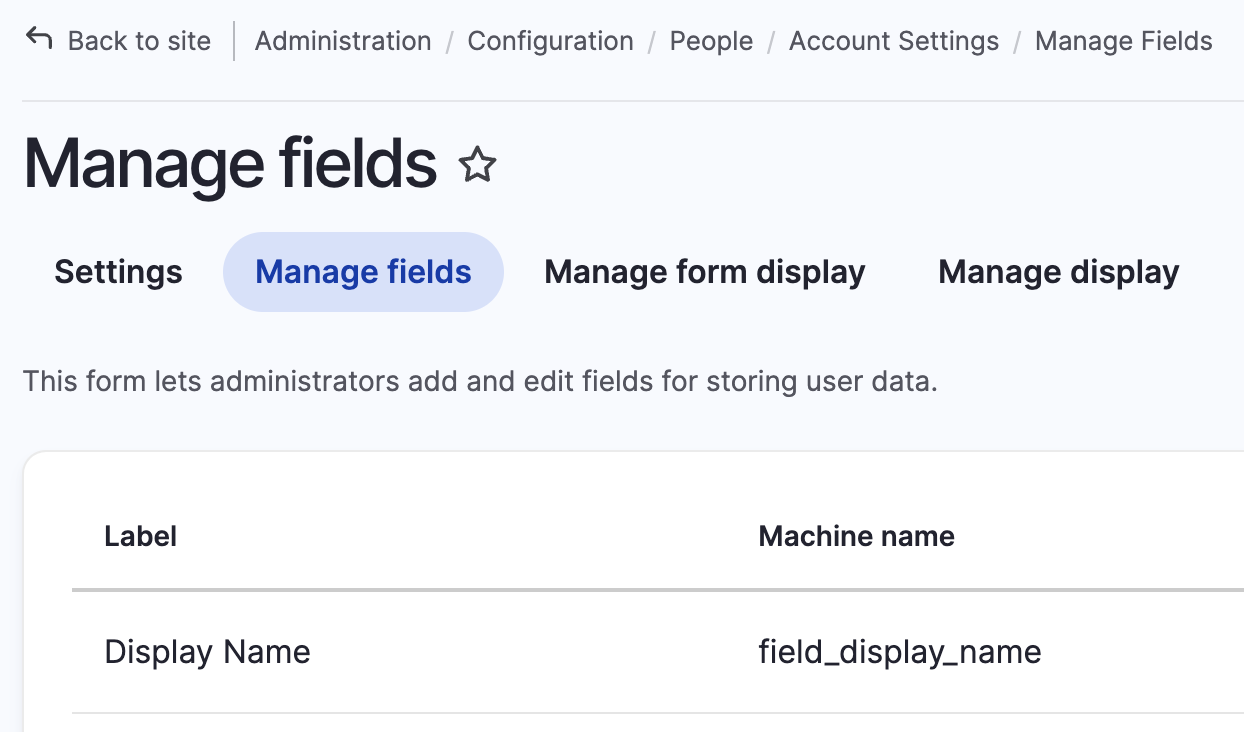 Back to site Administration / Configuration / People / Account Settings / Manage Fields
Manage fields
Settings Manage fields Manage form display Manage display
This form lets administrators add and edit fields for storing user data.
Label Machine name
Display Name field_display_name